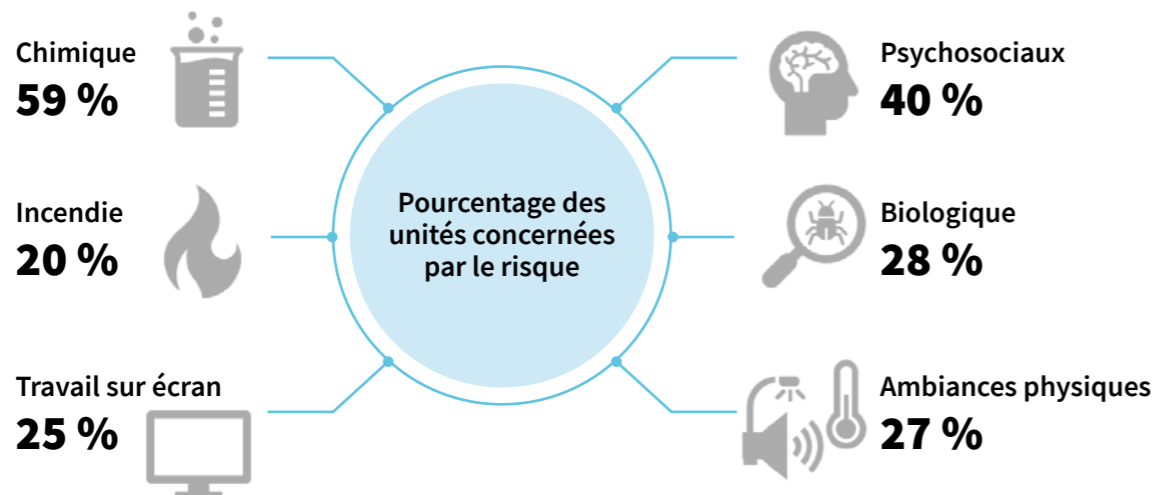 Chimique
59 %
Incendie
20 %
Travail sur écran
25 %
Pourcentage des
unités concernées
par le risque
Psychosociaux
40 %
Biologique
28 %
Ambiances physiques
27 %